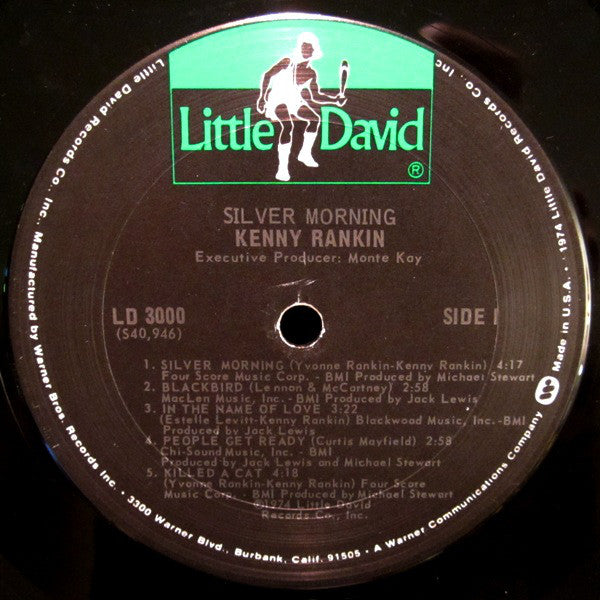 Little David
®
SILVER MORNING
KENNY RANKIN
Executive Producer: Monte Kay
LD 3000
(S40,946)
SIDE I
1. SILVER MORNING (Yvonne Rankin-Kenny Rankin) 4:17
Four Score Music Corp. - BMI Produced by Michael Stewart
2. BLACKBIRD (Lennon & McCartney) 2:58
MacLen Music, Inc. - BMI Produced by Jack Lewis
3. IN THE NAME OF LOVE 3:22
(Estelle Levitt-Kenny Rankin) Blackwood Music, Inc. -BMI
Produced by Jack Lewis
4. PEOPLE GET READY (Curtis Mayfield) 2:58
Chi-Sound Music, Inc. - BMI
Produced by Jack Lewis and Michael Stewart
5. KILLED A CAT 4:18
(Yvonne Rankin-Kenny Rankin) Four Score
Music Corp. - BMI Produced by Michael Stewart
©1974 Little David
Records Co., Inc.
Little David Records Co., Inc. Manufactured by Warner Bros. Records Inc. • 3300 Warner Blvd., Burbank, Calif. 91505 • A Warner Communications Company
Made in U.S.A. • 1974 Little David Records Co., Inc.